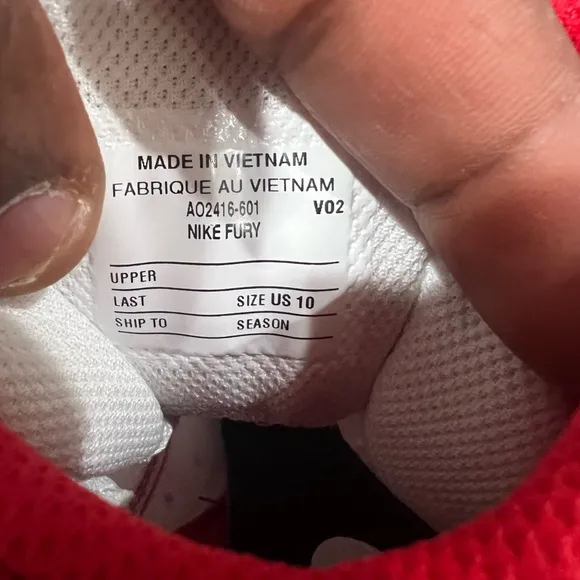 MADE IN VIETNAM
FABRIQUE AU VIETNAM
AO2416-601 V02
NIKE FURY
UPPER
LAST SIZE US 10
SHIP TO SEASON